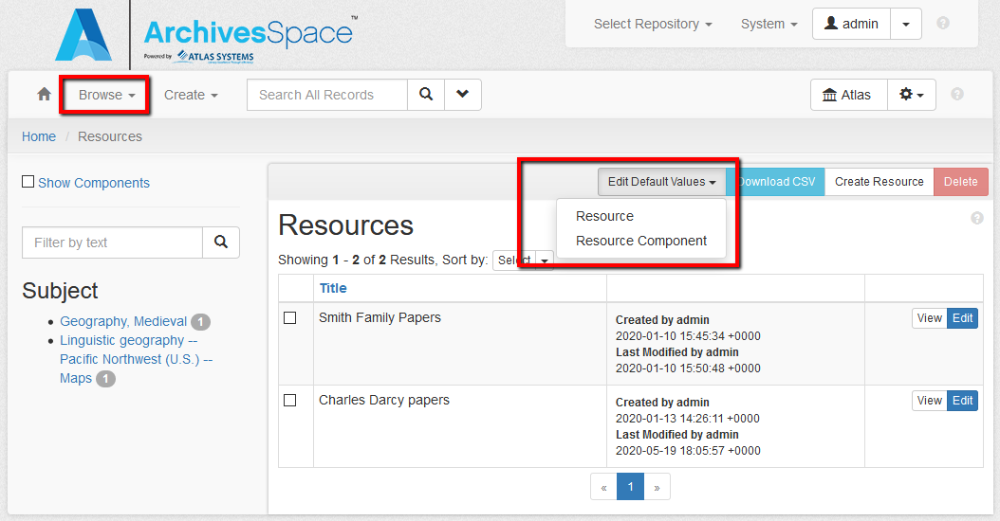 ArchivesSpace™
Powered by ATLAS SYSTEMS
Select Repository
System
admin
Browse
Create
Search All Records
Atlas
Home / Resources
Show Components
Filter by text
Subject
Geography, Medieval 1
Linguistic geography --
Pacific Northwest (U.S.) --
Maps 1
Edit Default Values
Download CSV
Create Resource
Delete
Resource
Resource Component
Resources
Showing 1 - 2 of 2 Results, Sort by: Select
Title
Smith Family Papers
Created by admin
2020-01-10 15:45:34 +0000
Last Modified by admin
2020-01-10 15:50:48 +0000
View Edit
Charles Darcy papers
Created by admin
2020-01-13 14:26:11 +0000
Last Modified by admin
2020-05-19 18:05:57 +0000
View Edit
« 1 »